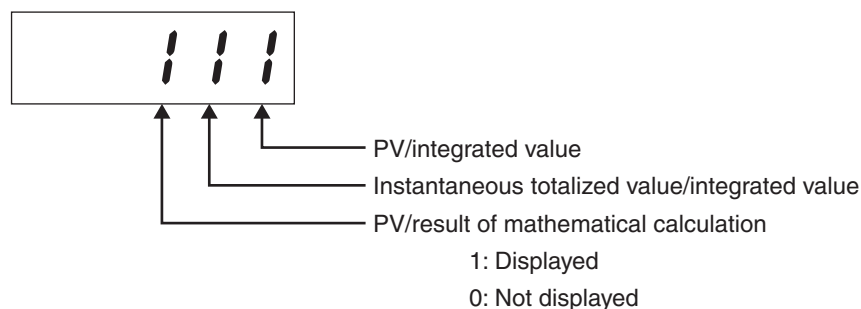 111
PV/integrated value
Instantaneous totalized value/integrated value
PV/result of mathematical calculation
1: Displayed
0: Not displayed